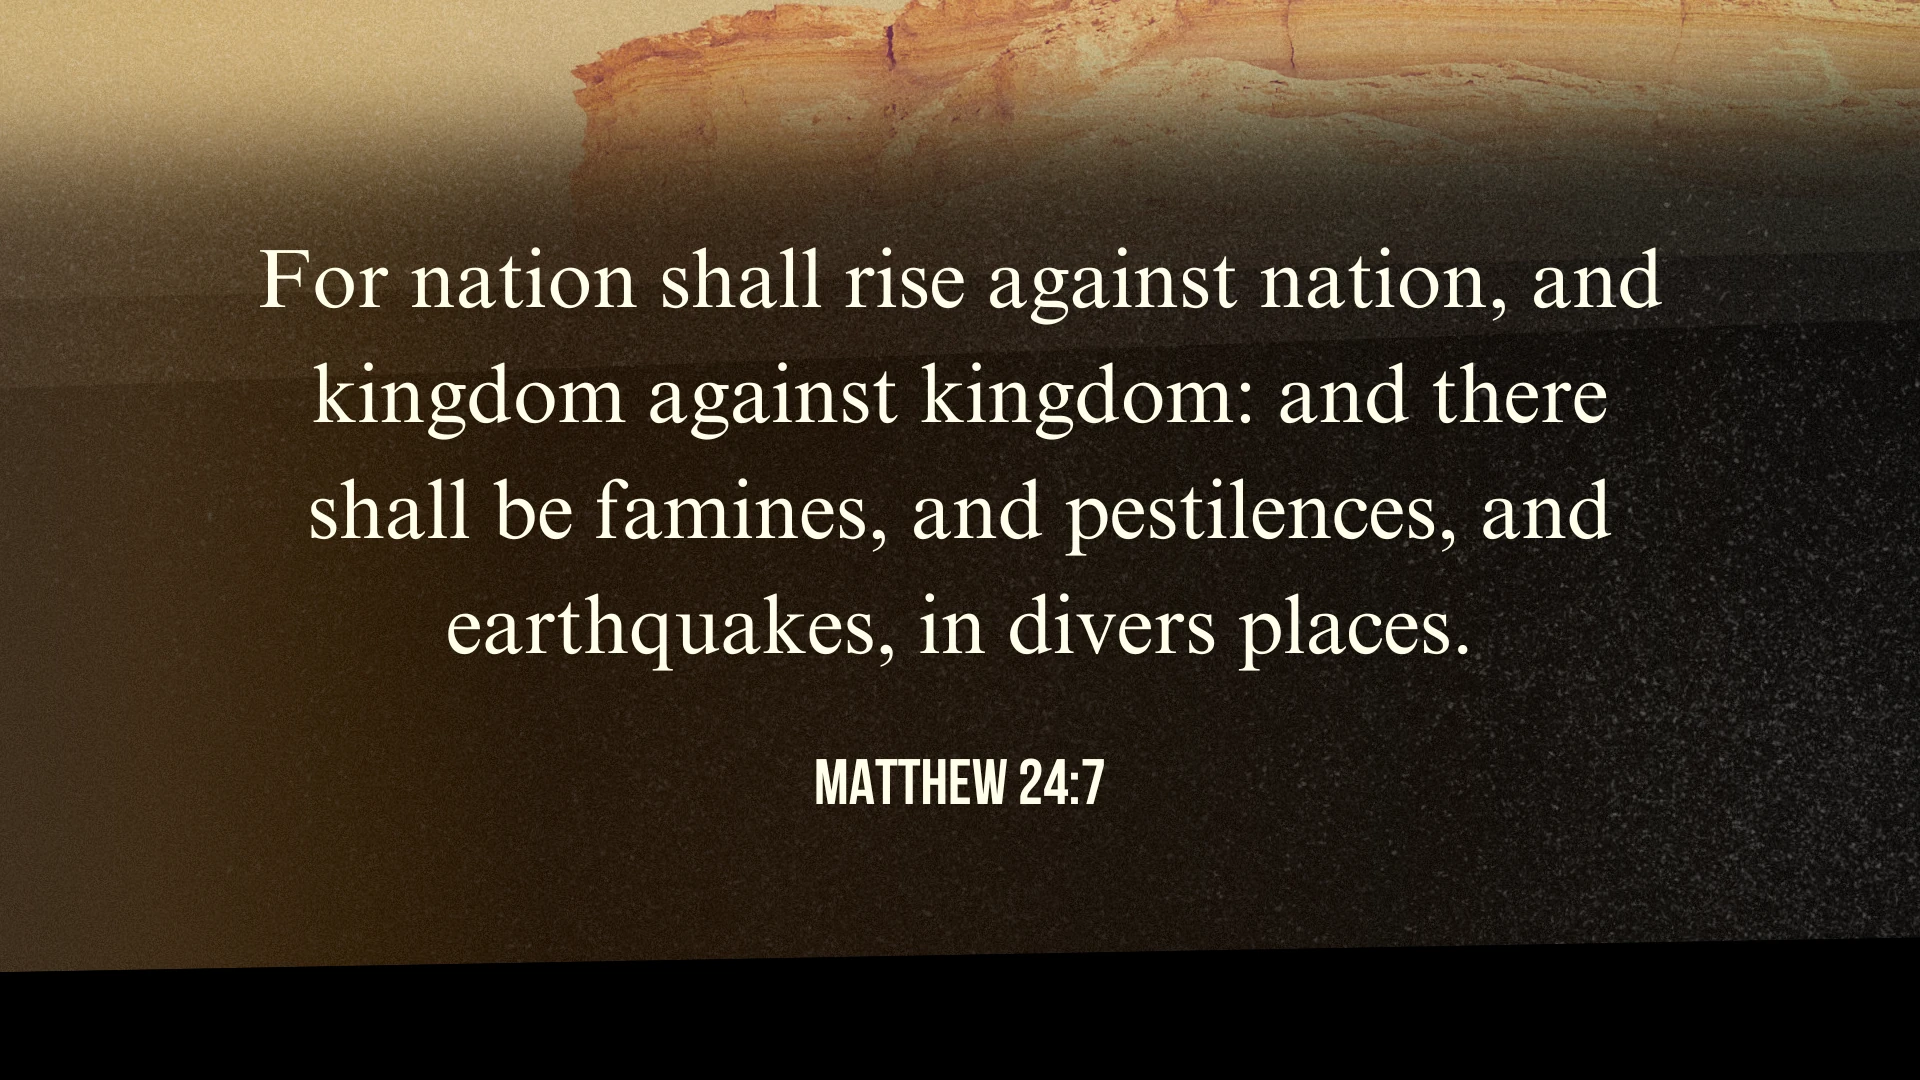 For nation shall rise against nation, and
kingdom against kingdom: and there
shall be famines, and pestilences, and
earthquakes, in divers places.
MATTHEW 24:7